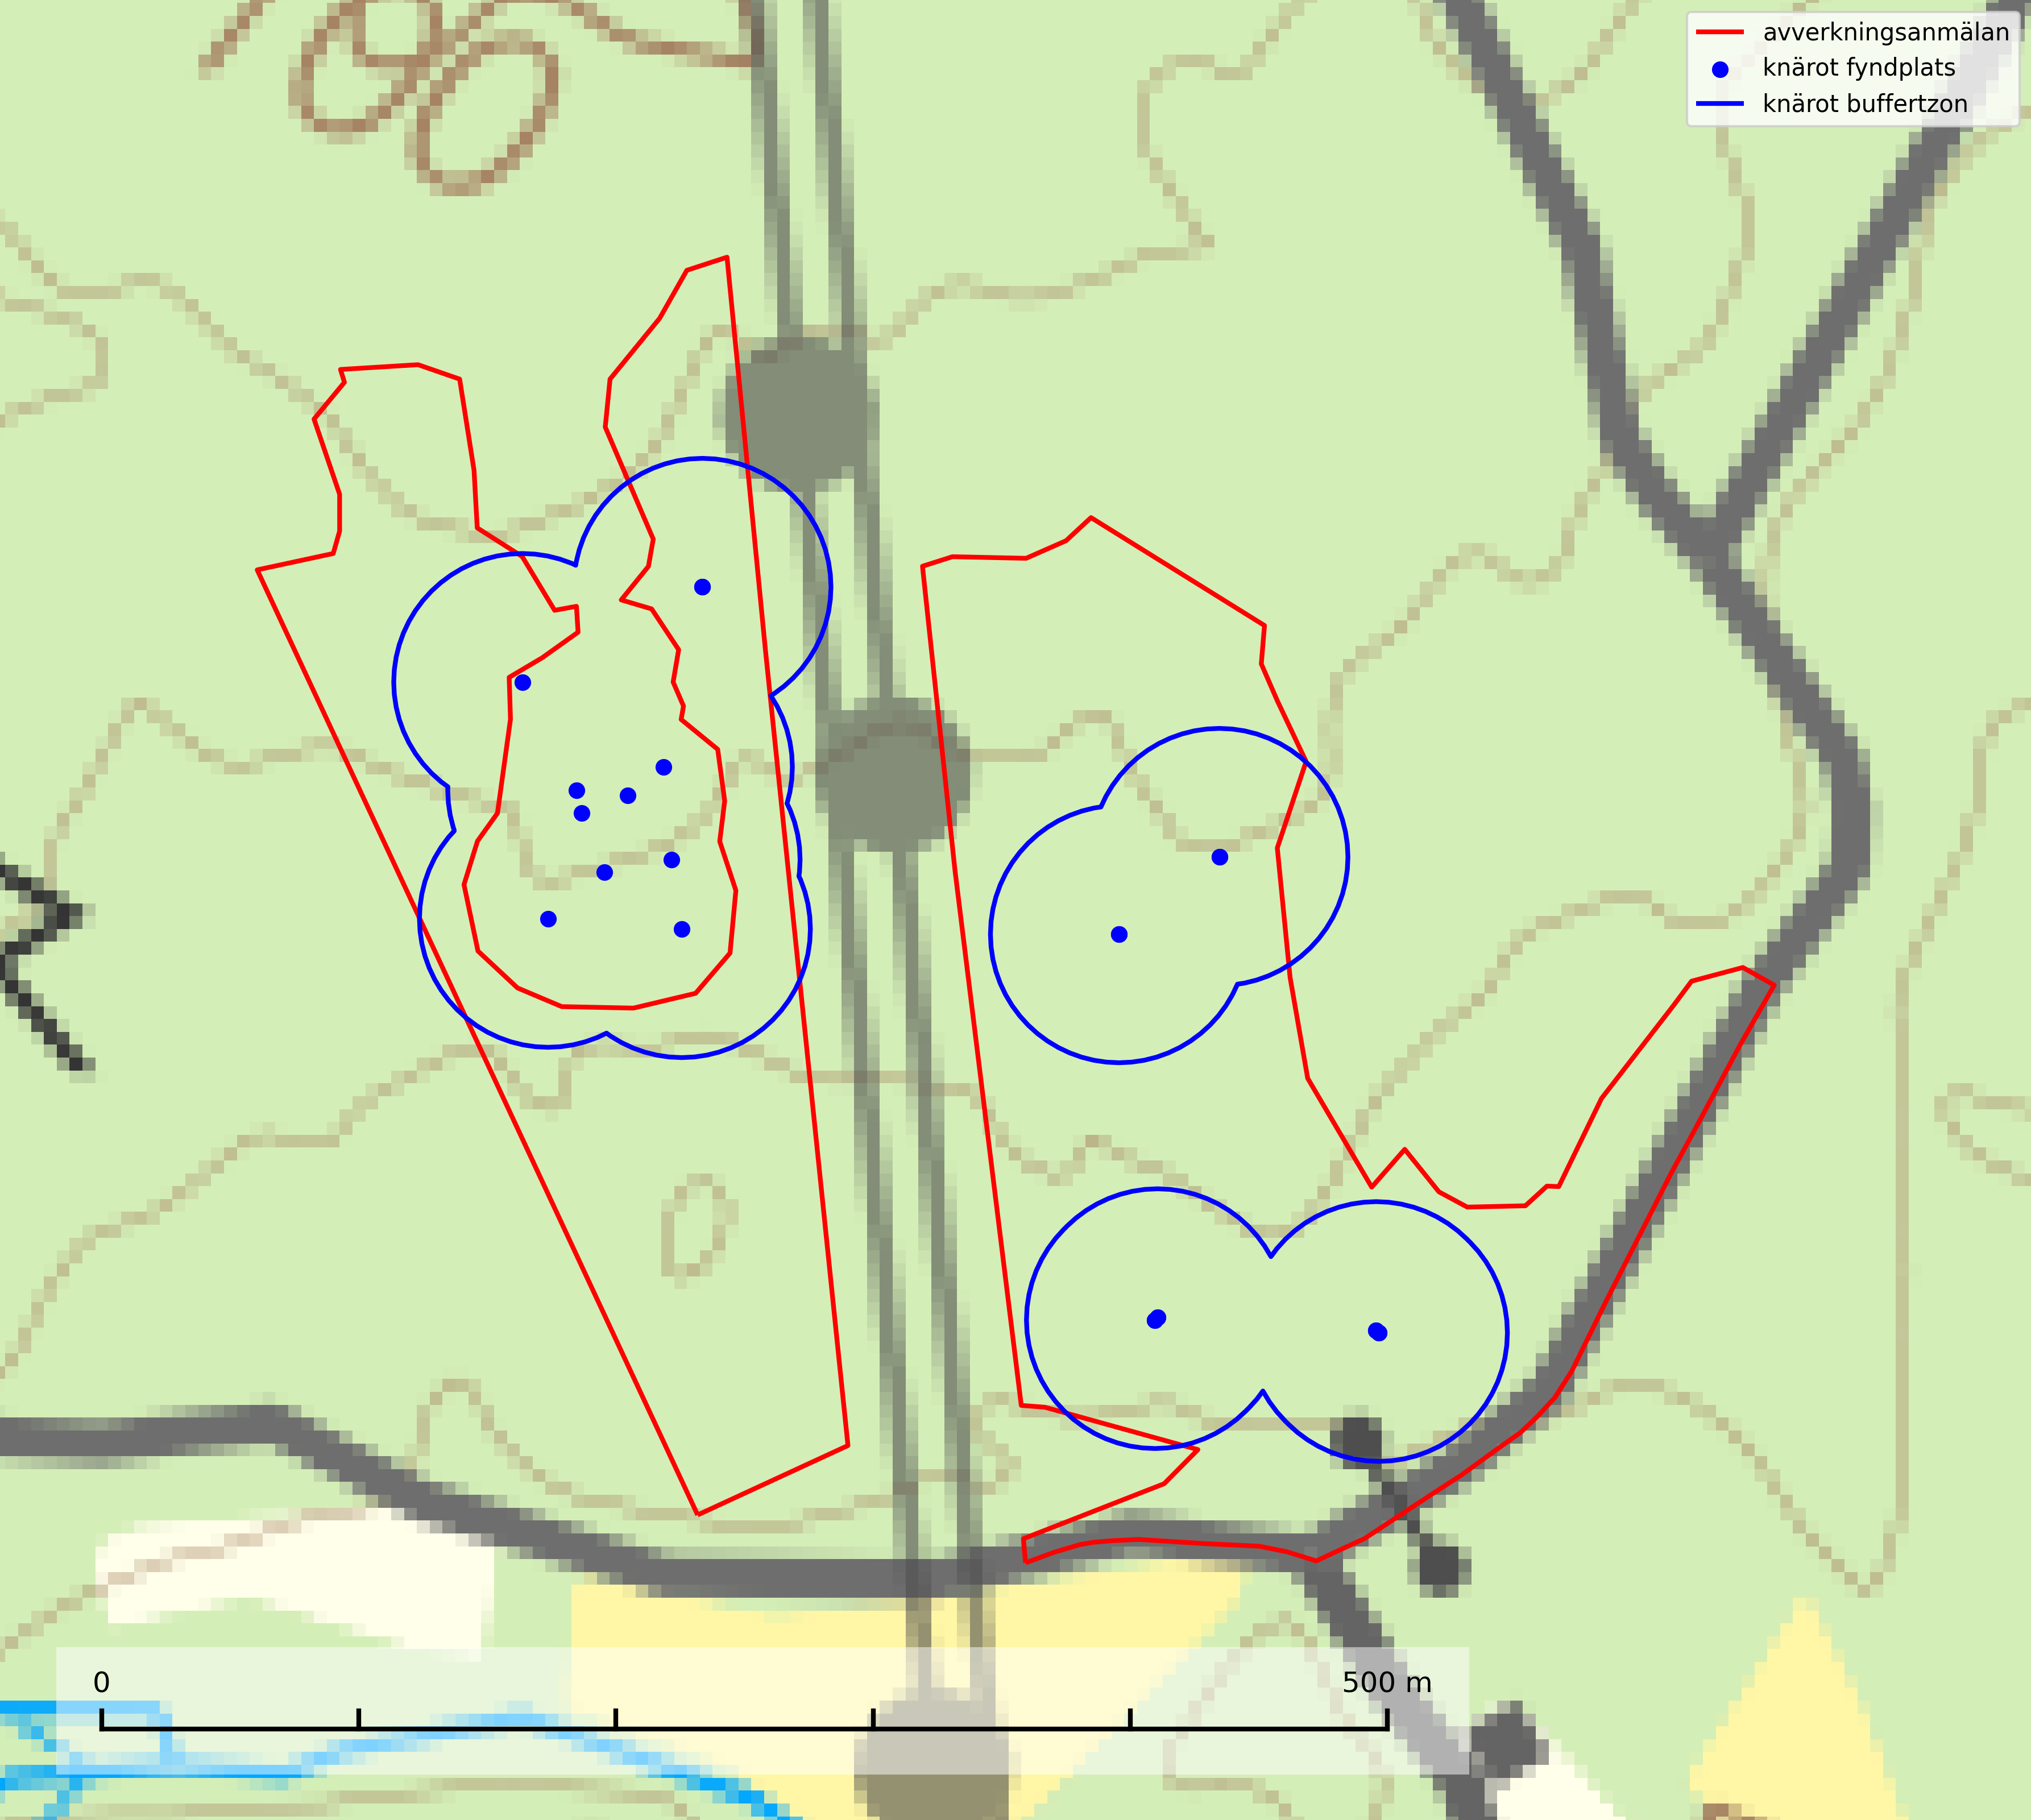 avverkningsanmälan
knärot fyndplats
knärot buffertzon
0 500 m